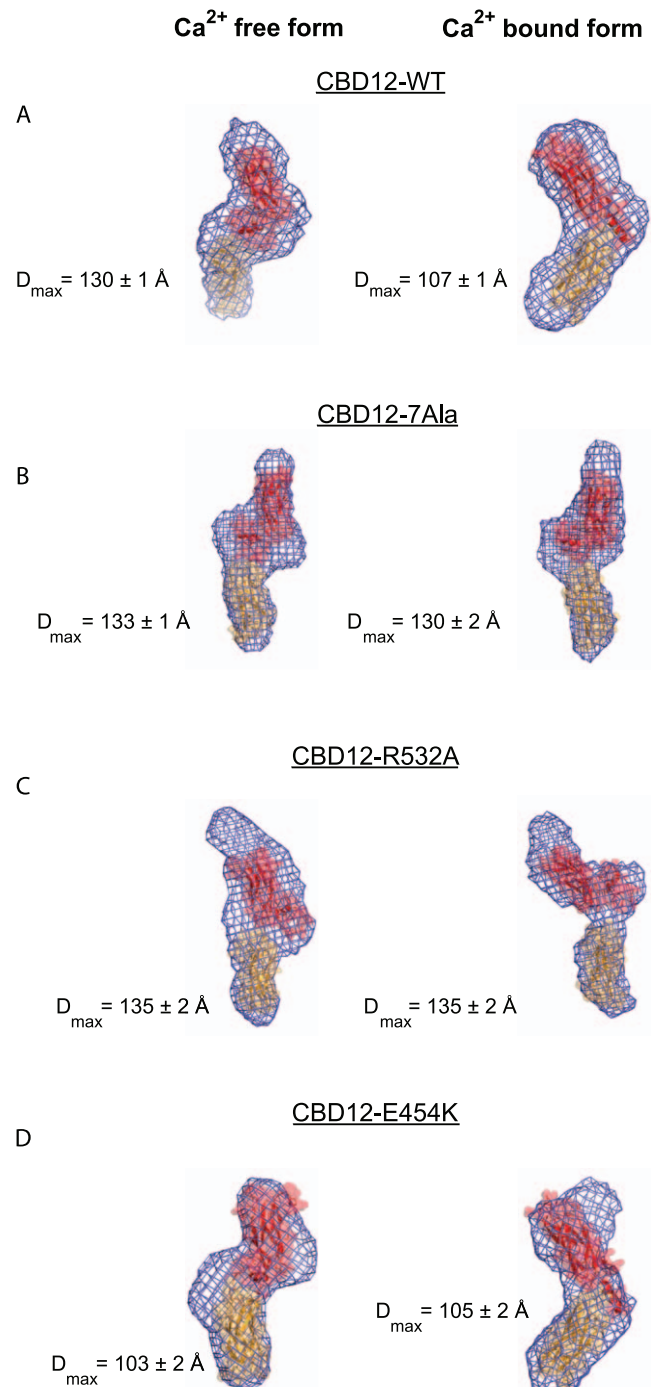 Ca²⁺ free form Ca²⁺ bound form
CBD12-WT
A
Dmax= 130 ± 1 Å Dmax= 107 ± 1 Å
CBD12-7Ala
B
Dmax= 133 ± 1 Å Dmax= 130 ± 2 Å
CBD12-R532A
C
Dmax= 135 ± 2 Å Dmax= 135 ± 2 Å
CBD12-E454K
D
Dmax= 105 ± 2 Å
Dmax= 103 ± 2 Å